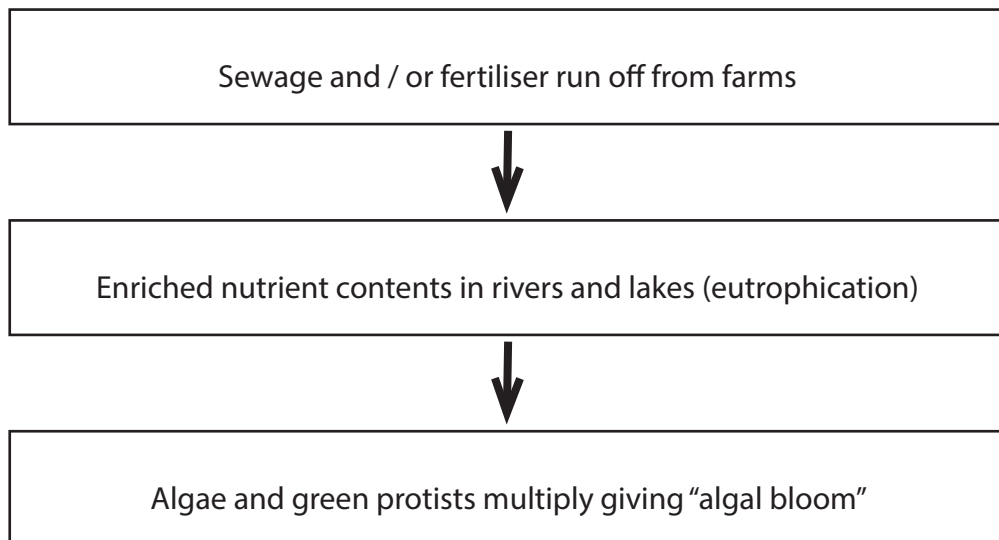 Sewage and / or fertiliser run off from farms
Enriched nutrient contents in rivers and lakes (eutrophication)
Algae and green protists multiply giving “algal bloom”